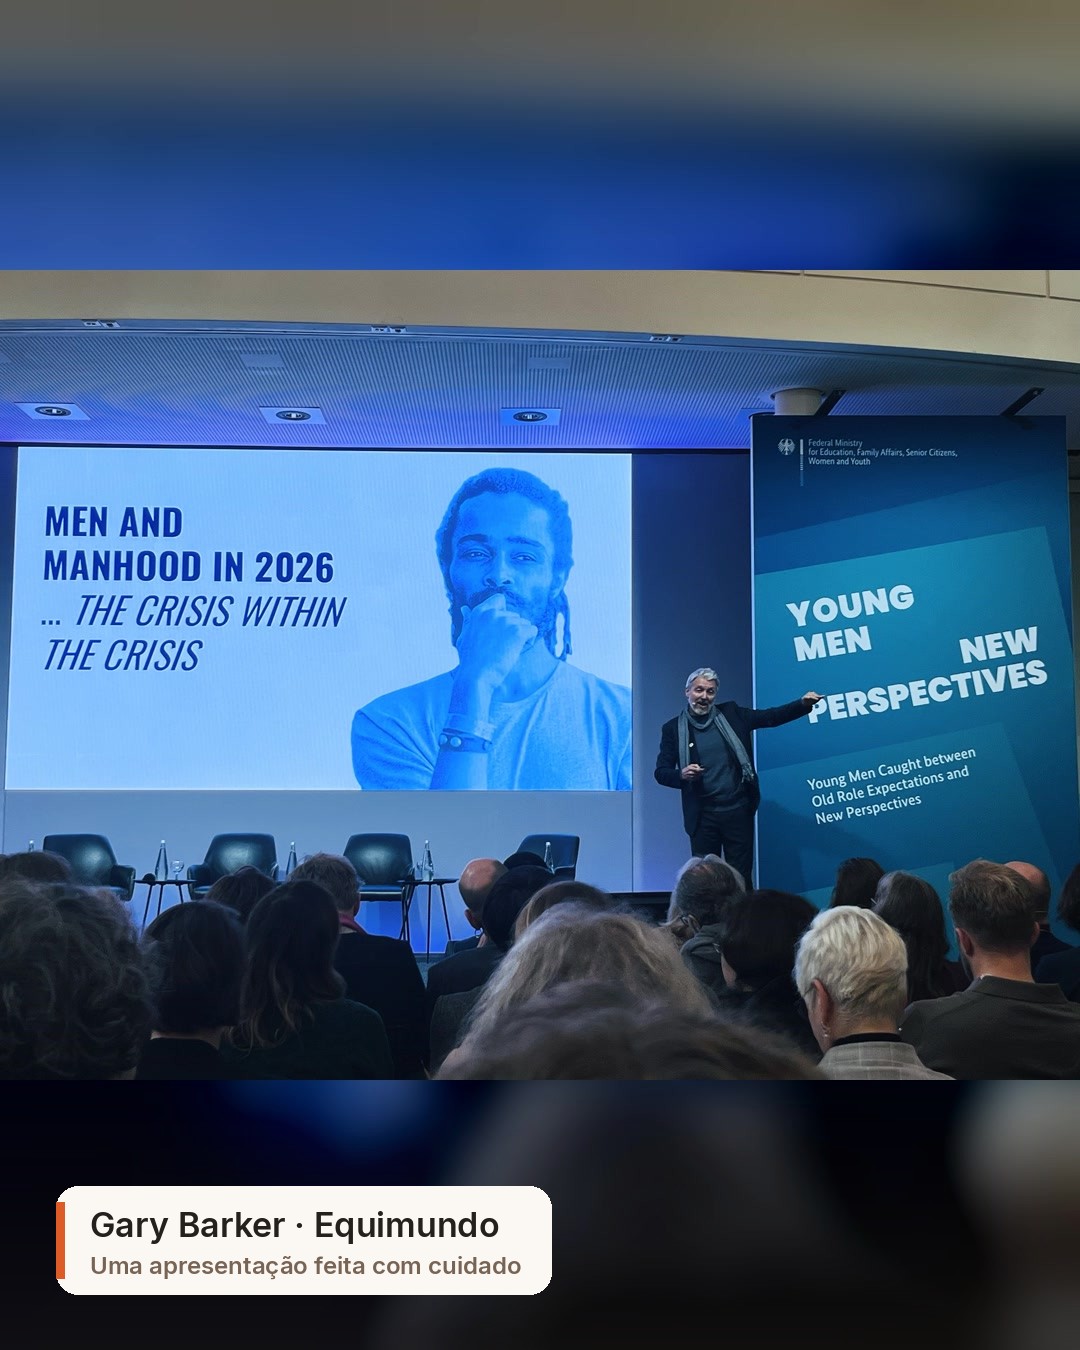 MEN AND
MANHOOD IN 2026
... THE CRISIS WITHIN
THE CRISIS
Federal Ministry
for Education, Family Affairs, Senior Citizens,
Women and Youth
YOUNG
MEN
NEW
PERSPECTIVES
Young Men Caught between
Old Role Expectations and
New Perspectives
Gary Barker · Equimundo
Uma apresentação feita com cuidado